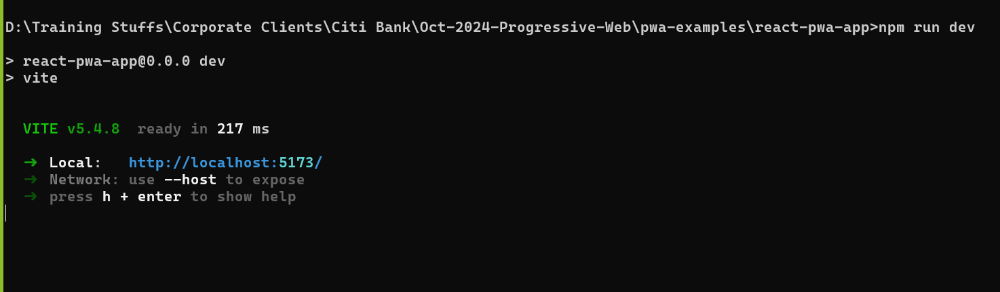 D:\Training Stuffs\Corporate Clients\Citi Bank\Oct-2024-Progressive-Web\pwa-examples\react-pwa-app>npm run dev
> react-pwa-app@0.0.0 dev
> vite
VITE v5.4.8  ready in 217 ms
➜ Local:   http://localhost:5173/
➜ Network: use --host to expose
➜ press h + enter to show help